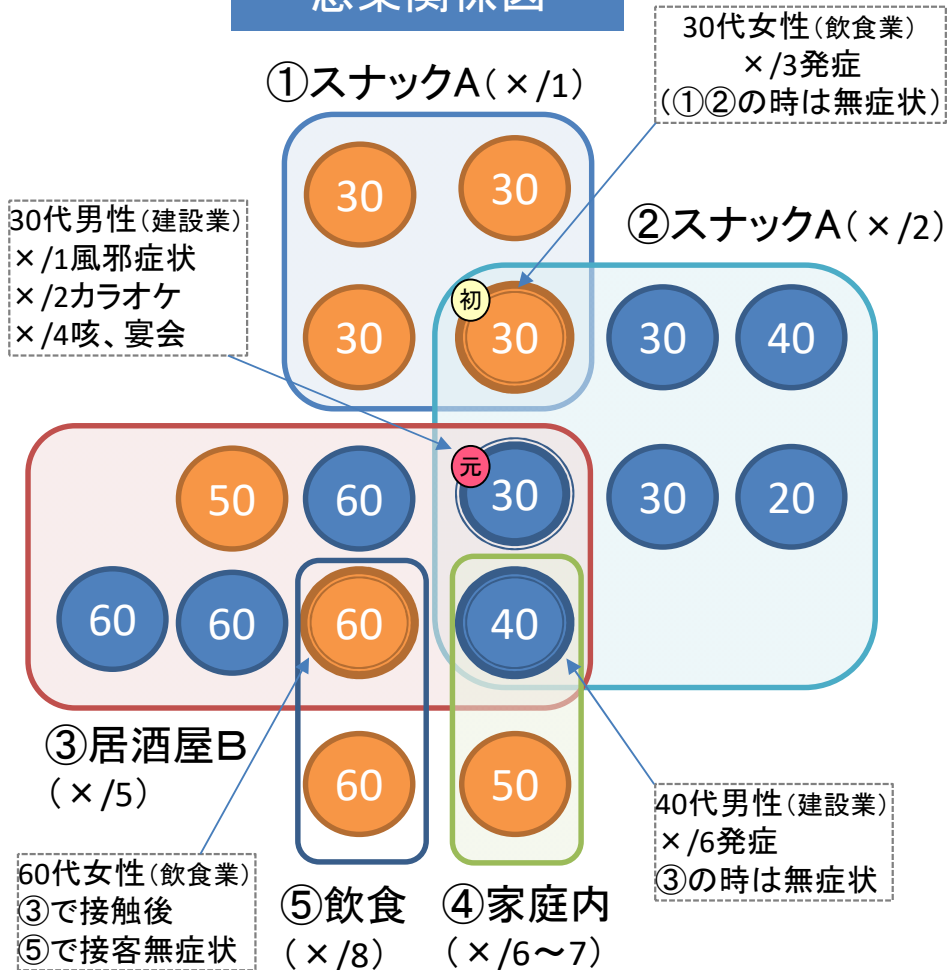 感染関係図
30代女性(飲食業)
×/3発症
(①②の時は無症状)
①スナックA(×/1)
30
30
30代男性(建設業)
×/1風邪症状
×/2カラオケ
×/4咳、宴会
②スナックA(×/2)
初
30
30
30
40
元
50
60
30
30
20
60
60
60
40
③居酒屋B
(×/5)
60
50
40代男性(建設業)
×/6発症
③の時は無症状
60代女性(飲食業)
③で接触後
⑤で接客無症状
⑤飲食
(×/8)
④家庭内
(×/6~7)